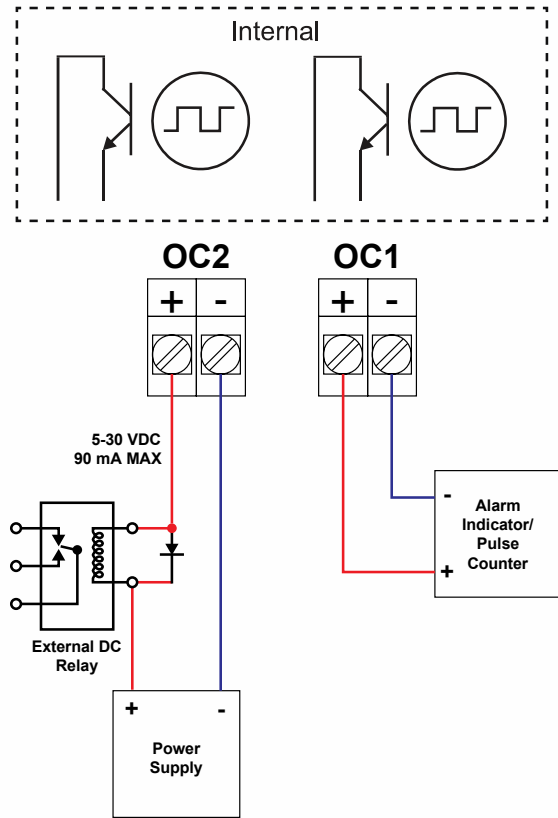 Internal
OC2 OC1
+ - + -
5-30 VDC
90 mA MAX
-
Alarm
Indicator/
Pulse
Counter
+
External DC
Relay
+ -
Power
Supply